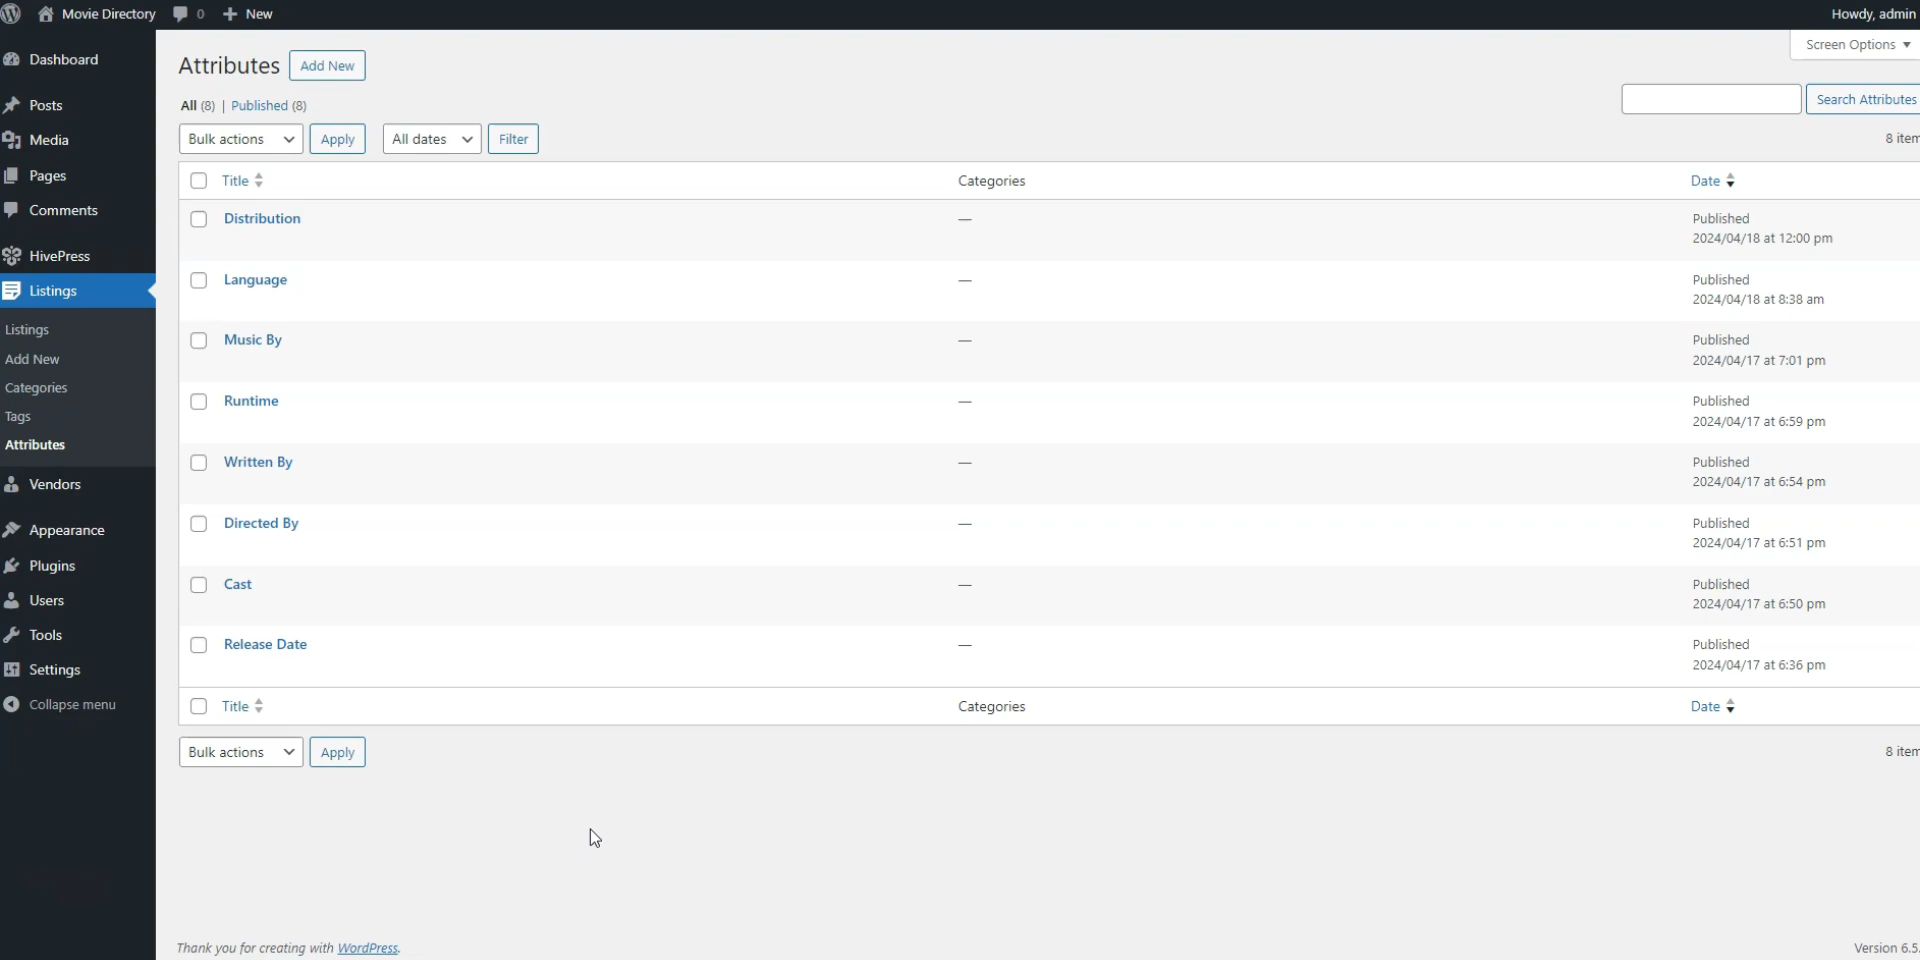 Movie Directory 0 New Howdy, admin
Screen Options
Dashboard
Posts
Media
Pages
Comments
HivePress
Listings
Listings
Add New
Categories
Tags
Attributes
Vendors
Appearance
Plugins
Users
Tools
Settings
Collapse menu
Attributes Add New
All (8) | Published (8)
Search Attributes
Bulk actions Apply All dates Filter 8 item
Title Categories Date
Distribution — Published
2024/04/18 at 12:00 pm
Language — Published
2024/04/18 at 8:38 am
Music By — Published
2024/04/17 at 7:01 pm
Runtime — Published
2024/04/17 at 6:59 pm
Written By — Published
2024/04/17 at 6:54 pm
Directed By — Published
2024/04/17 at 6:51 pm
Cast — Published
2024/04/17 at 6:50 pm
Release Date — Published
2024/04/17 at 6:36 pm
Title Categories Date
Bulk actions Apply 8 item
Thank you for creating with WordPress. Version 6.5.